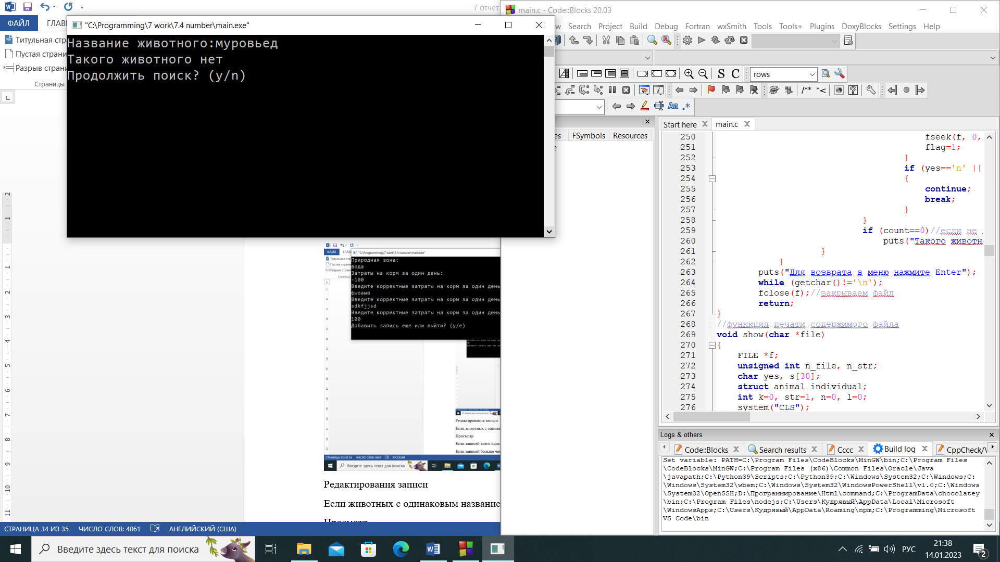 7 отчет
main.c - Code::Blocks 20.03
ФАЙЛ
"C:\Programming\7 work\7.4 number\main.exe"
Search Project Build Debug Fortran wxSmith Tools Tools+ Plugins DoxyBlocks Settings Help
Титульная
Пустая
Разрыв
Страницы
Название животного:муровьед
Такого животного нет
Продолжить поиск? (y/n)
rows
S C
/** *<
Aa .*
FSymbols Resources
Start here main.c
250 fseek(f, 0,
251 flag=1;
252 }
253 if (yes=='n' ||
254 {
255 continue;
256 break;
257 }
258 }
259 if (count==0)//если не
260 puts("Такого
261 }
262 }
263 puts("Для возврата в меню нажмите Enter");
264 while (getchar()!='\n');
265 fclose(f);//закрываем файл
266 return;
267 }
268 //функкция печати содержимого файла
269 void show(char *file)
270 {
271 FILE *f;
272 unsigned int n_file, n_str;
273 char yes, s[30];
274 struct animal individual;
275 int k=0, str=1, n=0, l=0;
276 system("CLS");
ФАЙЛ
"C:\Programming\7 work\7.4 number\main.exe"
Природная зона:
вода
Затраты на корм за один день:
-100
Введите корректные затраты на корм за один день
фыоаыв
Введите корректные затраты на корм за один день
sdkfjjsd
Введите корректные затраты на корм за один день
100
Добавить запись еще или выйти? (y/e)
Редактирования записи
Если животных с
Просмотр
Если записей всего одна
Если записей больше
СТРАНИЦА 33 ИЗ 34 ЧИСЛО СЛОВ: 4061 РУССКИЙ
Введите здесь текст для поиска
Редактирования записи
Если животных с одинаковым название
Просмотр
Logs & others
Code::Blocks Search results Cccc Build log
Set variable: PATH=C:\Program Files\CodeBlocks\MinGW\bin;C:\Program Files
\CodeBlocks\MinGW;C:\Program Files (x86)\Common Files\Oracle\Java
\javapath;C:\Python39\Scripts;C:\Python39;C:\Windows\System32;C:\Windows;C:
\Windows\System32\wbem;C:\Windows\System32\WindowsPowerShell\v1.0;C:\Windows
\System32\OpenSSH;D:\Программирование\Html\command;C:\ProgramData\chocolatey
\bin;C:\Program Files\nodejs;C:\Users\Кудрявый\AppData\Local\Microsoft
\WindowsApps;C:\Users\Кудрявый\AppData\Roaming\npm;C:\Programming\Microsoft
VS Code\bin
СТРАНИЦА 34 ИЗ 35 ЧИСЛО СЛОВ: 4061 АНГЛИЙСКИЙ (США)
Введите здесь текст для поиска
РУС
21:38
14.01.2023
2